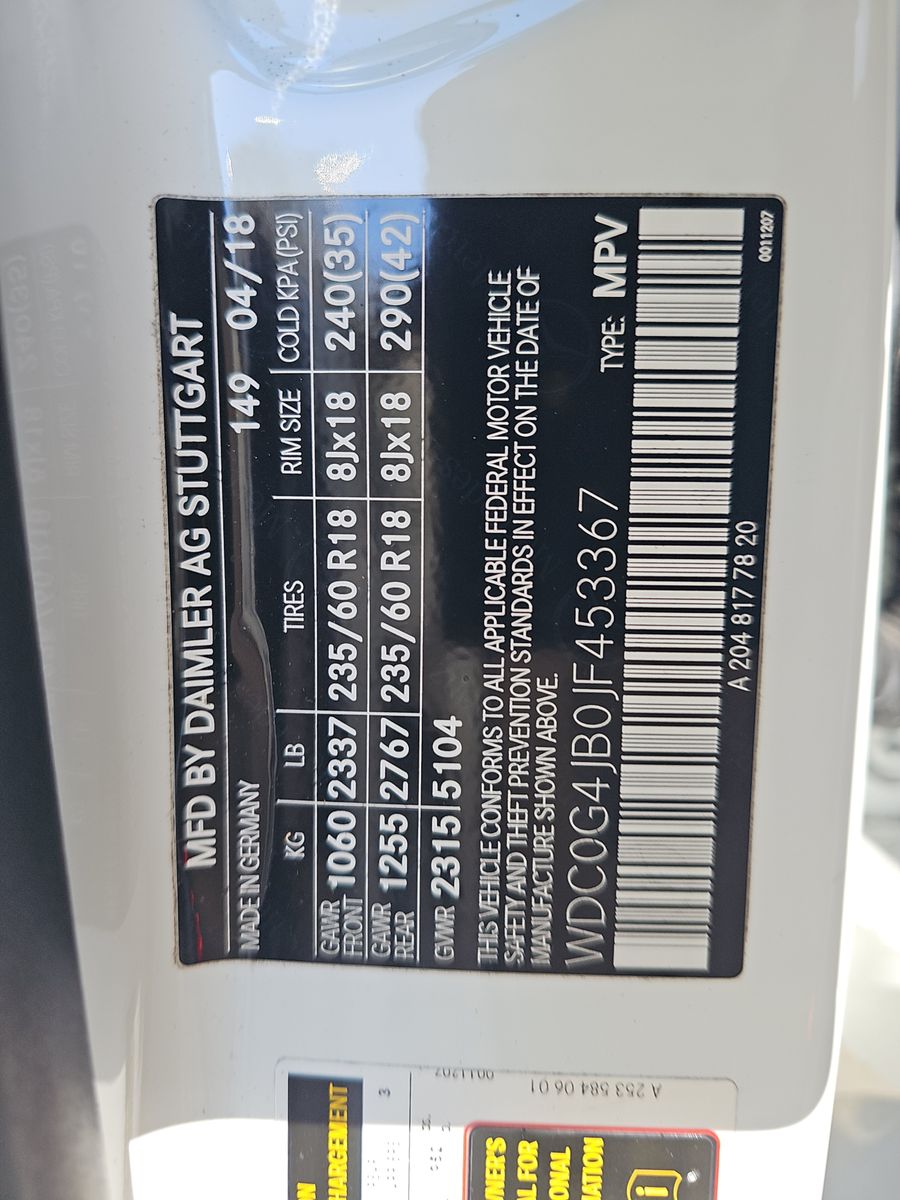 MFD BY DAIMLER AG STUTTGART
MADE IN GERMANY 149 04/18
KG LB TIRES RIM SIZE COLD KPA(PSI)
GAWR FRONT 1060 2337 235/60 R18 8Jx18 240(35)
GAWR REAR 1255 2767 235/60 R18 8Jx18 290(42)
GVWR 2315 5104
THIS VEHICLE CONFORMS TO ALL APPLICABLE FEDERAL MOTOR VEHICLE
SAFETY AND THEFT PREVENTION STANDARDS IN EFFECT ON THE DATE OF
MANUFACTURE SHOWN ABOVE.
WDC0G4JB0JF453367 TYPE: MPV
A 204 817 78 20
0011207
HARGEMENT
3
0011207
A 253 584 06 01